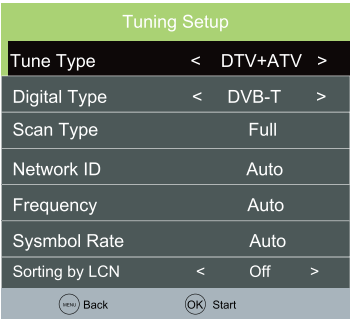 Tuning Setup
Tune Type < DTV+ATV >
Digital Type < DVB-T >
Scan Type Full
Network ID Auto
Frequency Auto
Sysmbol Rate Auto
Sorting by LCN < Off >
MENU Back OK Start